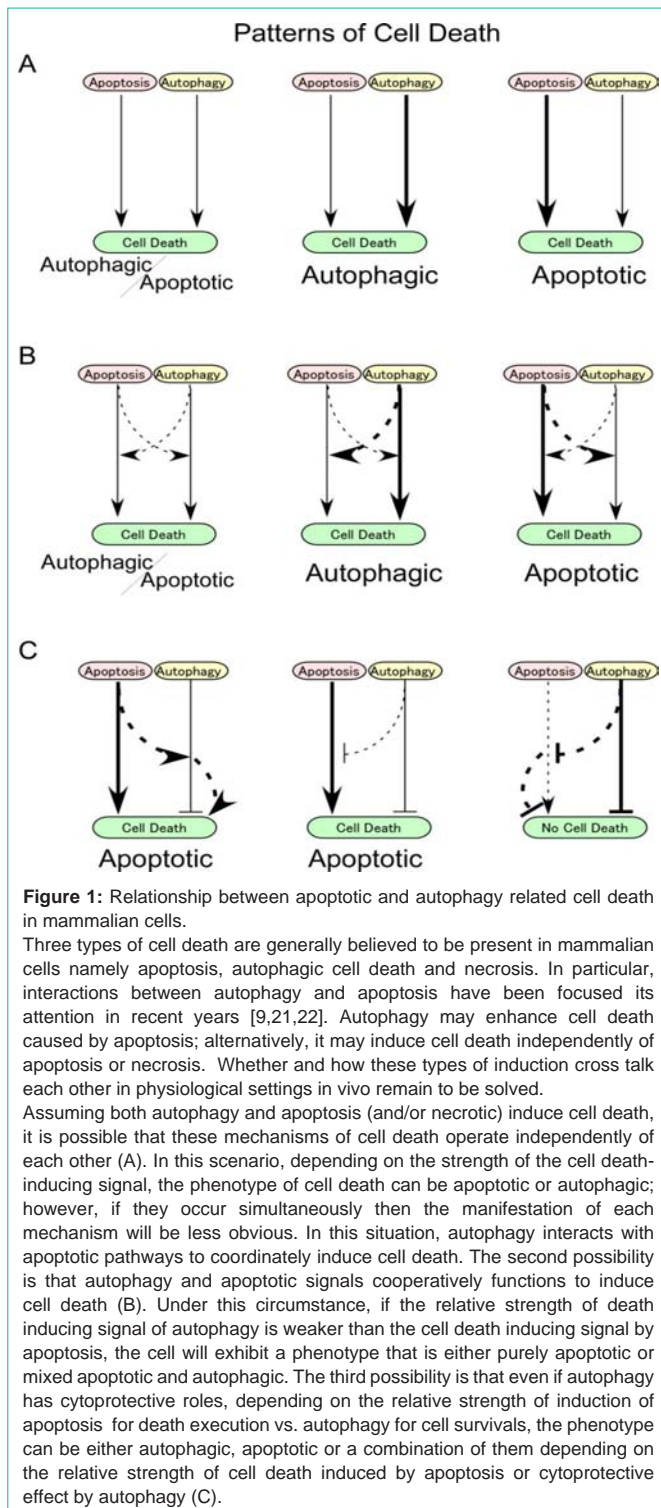 Patterns of Cell Death
A
Apoptosis Autophagy Apoptosis Autophagy Apoptosis Autophagy
Cell Death Cell Death Cell Death
Autophagic / Apoptotic Autophagic Apoptotic
B
Apoptosis Autophagy Apoptosis Autophagy Apoptosis Autophagy
Cell Death Cell Death Cell Death
Autophagic / Apoptotic Autophagic Apoptotic
C
Apoptosis Autophagy Apoptosis Autophagy Apoptosis Autophagy
Cell Death Cell Death No Cell Death
Apoptotic Apoptotic
Figure 1: Relationship between apoptotic and autophagy related cell death
in mammalian cells.
Three types of cell death are generally believed to be present in mammalian
cells namely apoptosis, autophagic cell death and necrosis. In particular,
interactions between autophagy and apoptosis have been focused its
attention in recent years [9,21,22]. Autophagy may enhance cell death
caused by apoptosis; alternatively, it may induce cell death independently of
apoptosis or necrosis. Whether and how these types of induction cross talk
each other in physiological settings in vivo remain to be solved.
Assuming both autophagy and apoptosis (and/or necrotic) induce cell death,
it is possible that these mechanisms of cell death operate independently of
each other (A). In this scenario, depending on the strength of the cell death-
inducing signal, the phenotype of cell death can be apoptotic or autophagic;
however, if they occur simultaneously then the manifestation of each
mechanism will be less obvious. In this situation, autophagy interacts with
apoptotic pathways to coordinately induce cell death. The second possibility
is that autophagy and apoptotic signals cooperatively functions to induce
cell death (B). Under this circumstance, if the relative strength of death
inducing signal of autophagy is weaker than the cell death inducing signal by
apoptosis, the cell will exhibit a phenotype that is either purely apoptotic or
mixed apoptotic and autophagic. The third possibility is that even if autophagy
has cytoprotective roles, depending on the relative strength of induction of
apoptosis for death execution vs. autophagy for cell survivals, the phenotype
can be either autophagic, apoptotic or a combination of them depending on
the relative strength of cell death induced by apoptosis or cytoprotective
effect by autophagy (C).